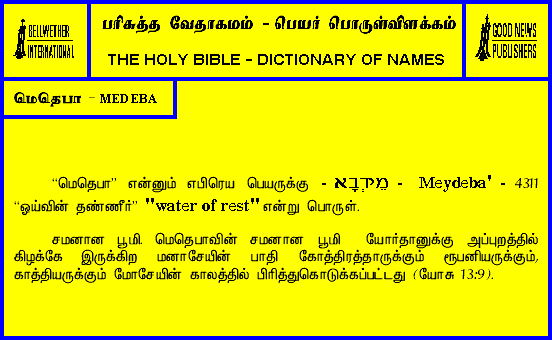 BELLWETHER
INTERNATIONAL
பரிசுத்த வேதாகமம் - பெயர் பொருள்விளக்கம்
THE HOLY BIBLE - DICTIONARY OF NAMES
GOOD NEWS
PUBLISHERS
மெதெபா - MEDEBA
“மெதெபா” என்னும் எபிரெய பெயருக்கு - מֵידְבָא - Meydeba' - 4311
“ஒய்வின் தண்ணீர்” "water of rest" என்று பொருள்.
சமனான பூமி. மெதெபாவின் சமனான பூமி யோர்தானுக்கு அப்புறத்தில்
கிழக்கே இருக்கிற மனாசேயின் பாதி கோத்திரத்தாருக்கும் ரூபனியருக்கும்,
காத்தியருக்கும் மோசேயின் காலத்தில் பிரித்துகொடுக்கப்பட்டது (யோசு 13:9).